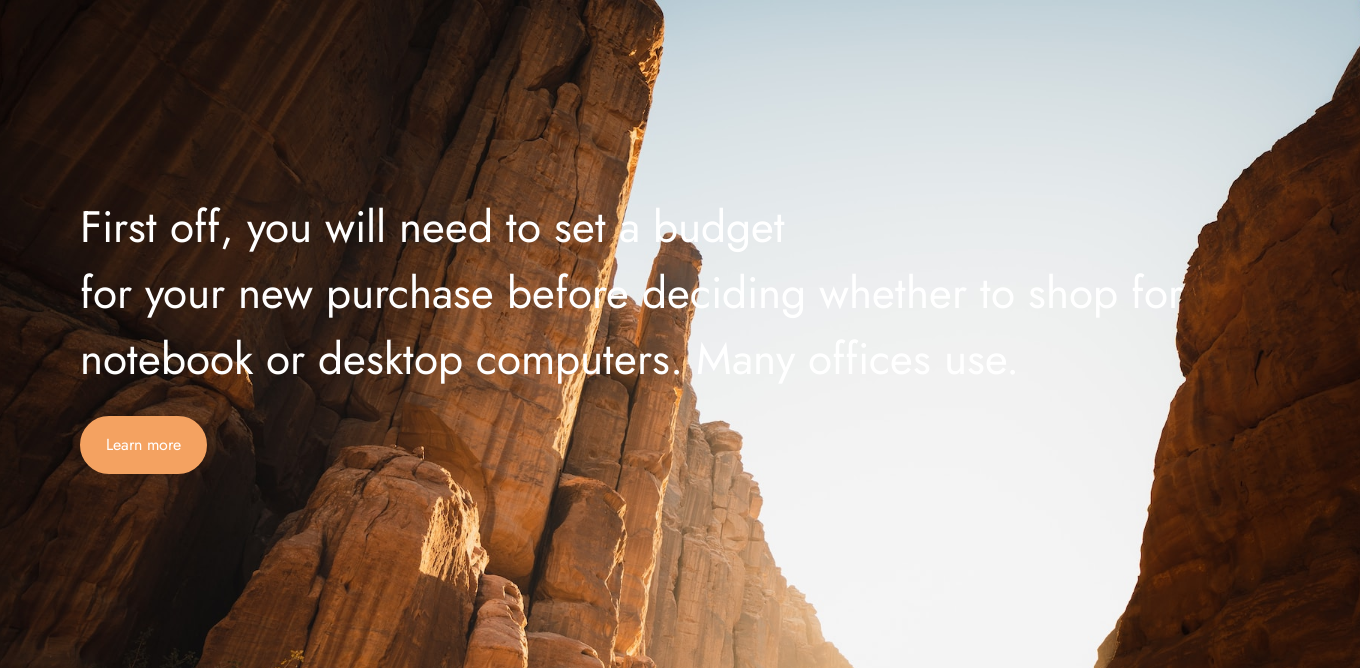 First off, you will need to set a budget
for your new purchase before deciding whether to shop for
notebook or desktop computers. Many offices use.
Learn more